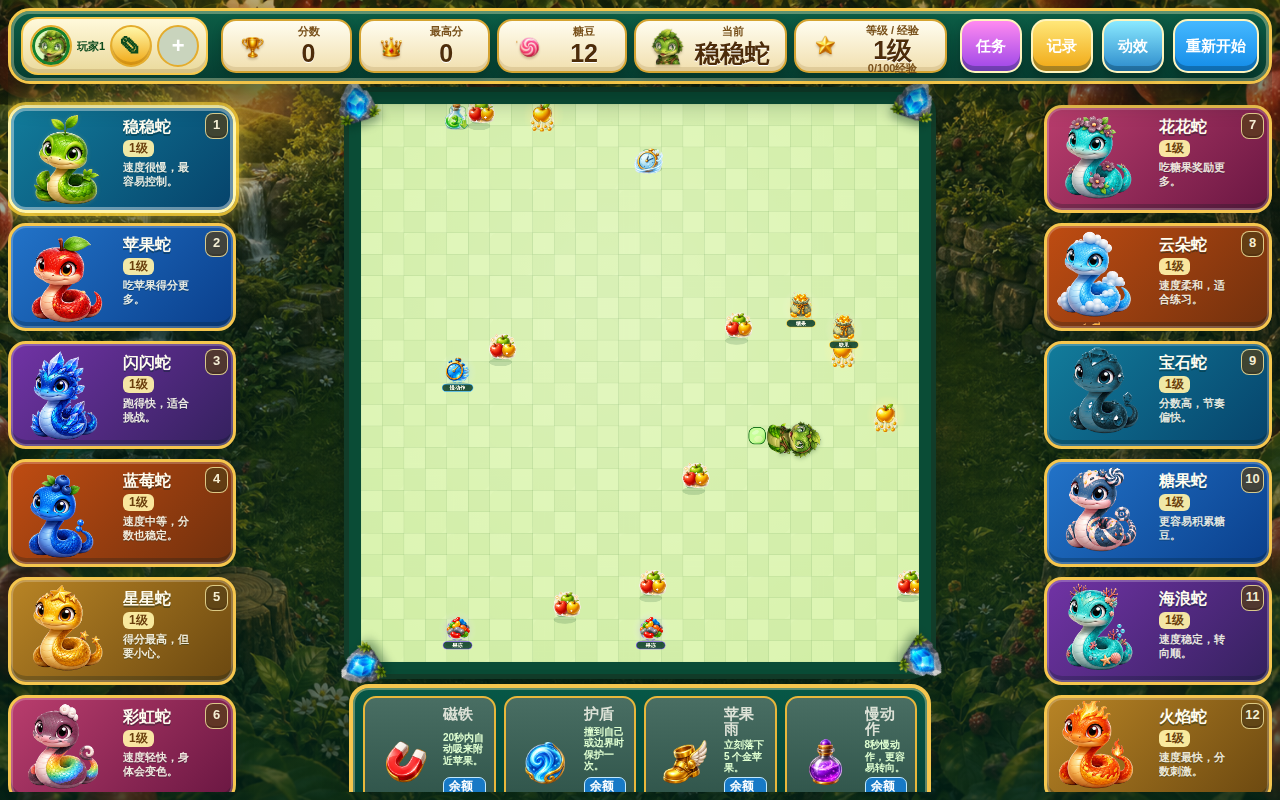 玩家1
分数
0
最高分
0
糖豆
12
当前
稳稳蛇
等级 / 经验
1级
0/100经验
任务
记录
动效
重新开始
稳稳蛇
1
1级
速度很慢，最
容易控制。
苹果蛇
2
1级
吃苹果得分更
多。
闪闪蛇
3
1级
跑得快，适合
挑战。
蓝莓蛇
4
1级
速度中等，分
数也稳定。
星星蛇
5
1级
得分最高，但
要小心。
彩虹蛇
6
1级
速度轻快，身
体会变色。
慢动作
糖果
果冻
果冻
磁铁
20秒内自
动吸来附
近苹果。
余额
护盾
撞到自己
或边界时
保护一
次。
余额
苹果
雨
立刻落下
5 个金苹
果。
余额
慢动
作
8秒慢动
作，更容
易转向。
余额
花花蛇
7
1级
吃糖果奖励更
多。
云朵蛇
8
1级
速度柔和，适
合练习。
宝石蛇
9
1级
分数高，节奏
偏快。
糖果蛇
10
1级
更容易积累糖
豆。
海浪蛇
11
1级
速度稳定，转
向顺。
火焰蛇
12
1级
速度最快，分
数刺激。